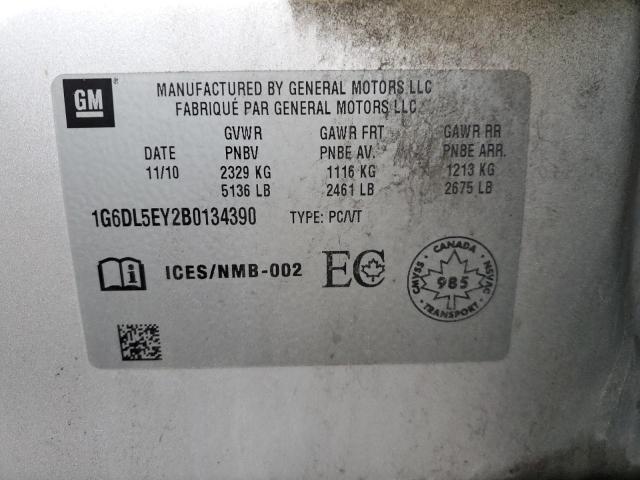 GM
MANUFACTURED BY GENERAL MOTORS LLC
FABRIQUÉ PAR GENERAL MOTORS LLC
GVWR GAWR FRT GAWR RR
DATE PNBV PNBE AV. PNBE ARR.
11/10 2329 KG 1116 KG 1213 KG
5136 LB 2461 LB 2675 LB
1G6DL5EY2B0134390 TYPE: PC/VT
ICES/NMB-002 EC
CANADA
CMVSS 985 NSVAC
TRANSPORT